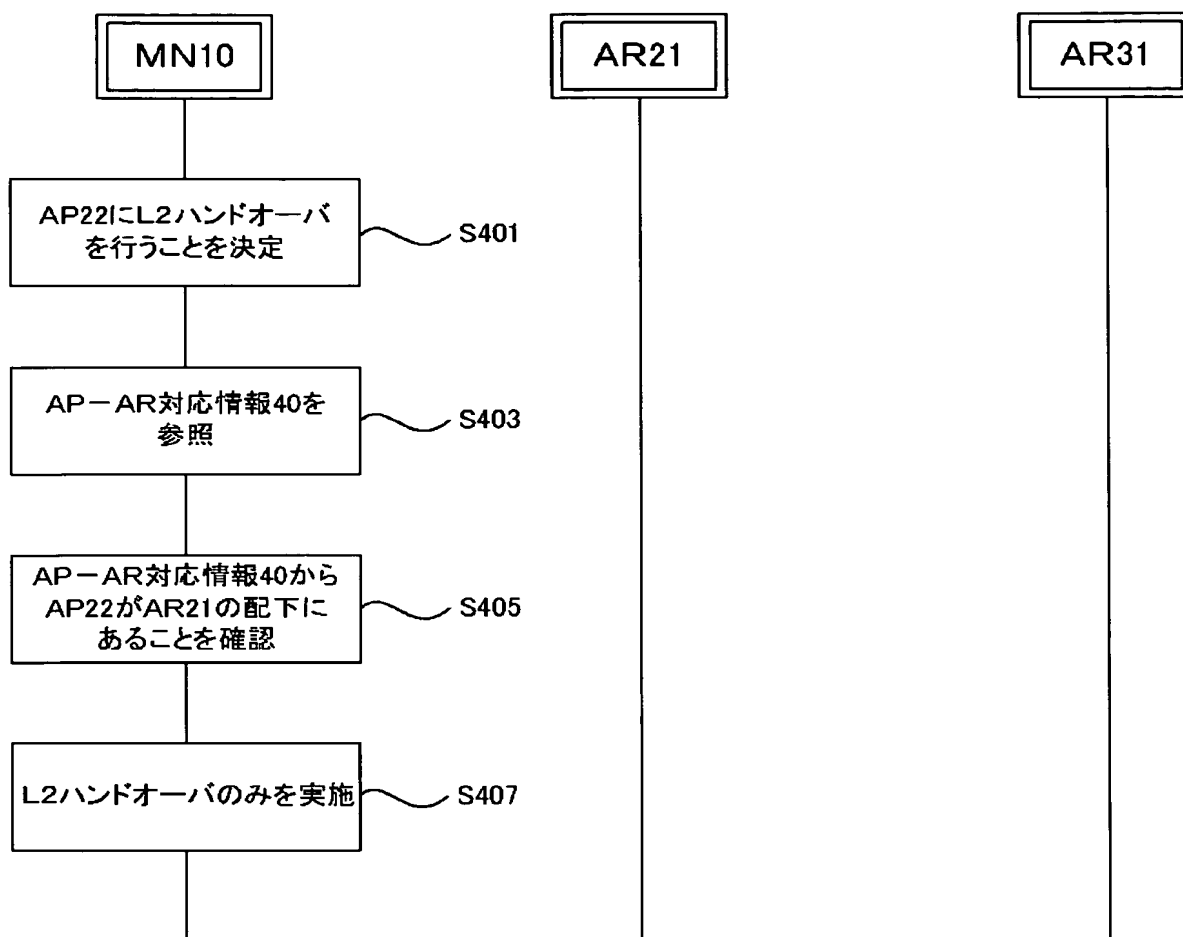 MN10
AR21
AR31
AP22にL2ハンドオーバ
を行うことを決定
S401
AP－AR対応情報40を
参照
S403
AP－AR対応情報40から
AP22がAR21の配下に
あることを確認
S405
L2ハンドオーバのみを実施
S407